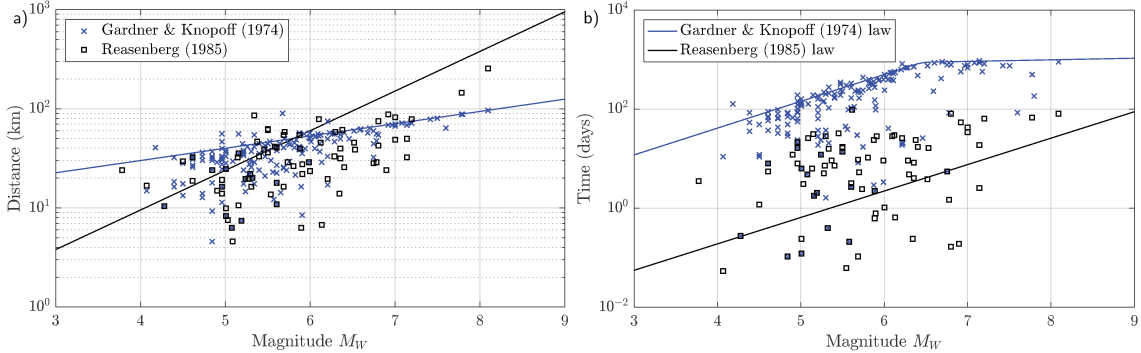 a)
Gardner & Knopoff (1974)
Reasenberg (1985)
Distance (km)
10^3
10^2
10^1
10^0
3 4 5 6 7 8 9
Magnitude M_W
b)
Gardner & Knopoff (1974) law
Reasenberg (1985) law
Time (days)
10^4
10^2
10^0
10^−2
3 4 5 6 7 8 9
Magnitude M_W